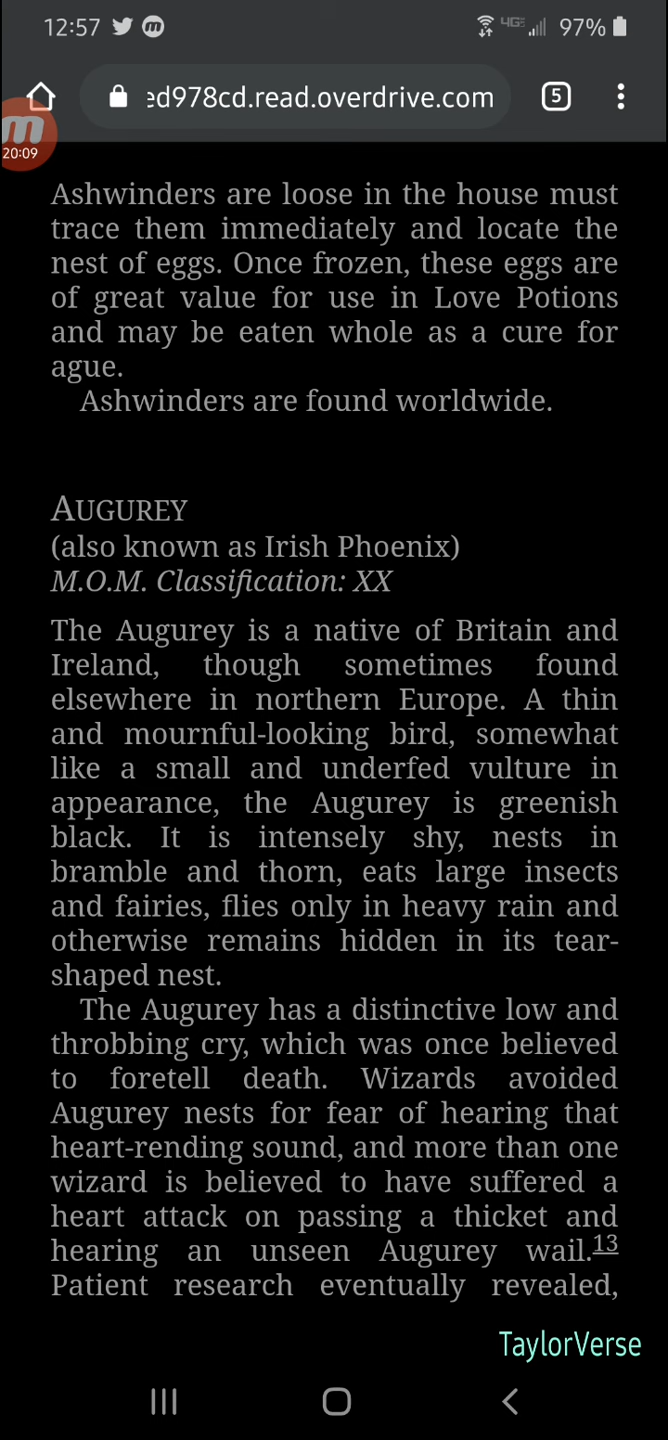 12:57 4GE 97%
ed978cd.read.overdrive.com 5
m
20:09
Ashwinders are loose in the house must
trace them immediately and locate the
nest of eggs. Once frozen, these eggs are
of great value for use in Love Potions
and may be eaten whole as a cure for
ague.
Ashwinders are found worldwide.
AUGUREY
(also known as Irish Phoenix)
M.O.M. Classification: XX
The Augurey is a native of Britain and
Ireland, though sometimes found
elsewhere in northern Europe. A thin
and mournful-looking bird, somewhat
like a small and underfed vulture in
appearance, the Augurey is greenish
black. It is intensely shy, nests in
bramble and thorn, eats large insects
and fairies, flies only in heavy rain and
otherwise remains hidden in its tear-
shaped nest.
The Augurey has a distinctive low and
throbbing cry, which was once believed
to foretell death. Wizards avoided
Augurey nests for fear of hearing that
heart-rending sound, and more than one
wizard is believed to have suffered a
heart attack on passing a thicket and
hearing an unseen Augurey wail.13
Patient research eventually revealed,
TaylorVerse